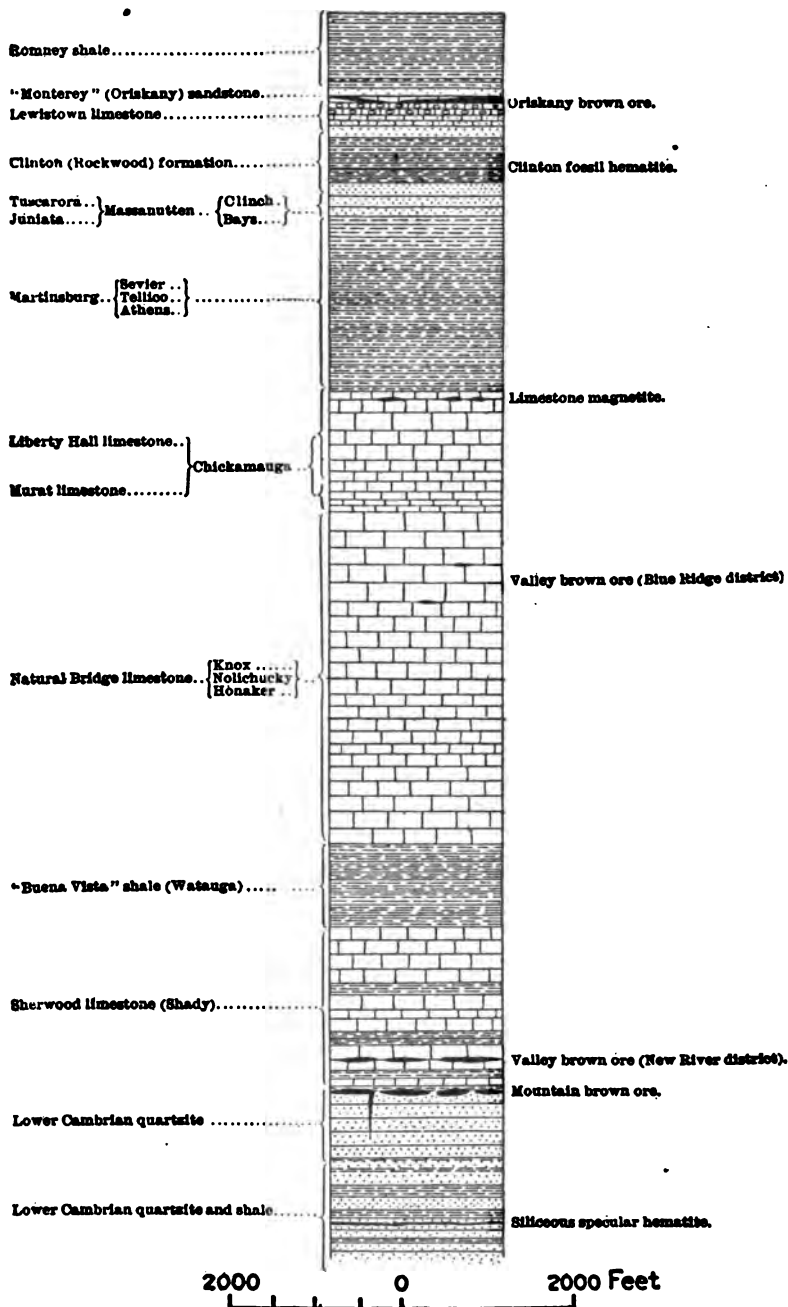 Romney shale
"Monterey" (Oriskany) sandstone
Oriskany brown ore.
Lewistown limestone
Clinton (Rockwood) formation
Clinton fossil hematite.
Tuscarora
Juniata
Massanutten
Clinch
Bays
Martinsburg
Sevier
Tellico
Athens
Limestone magnetite.
Liberty Hall limestone
Murat limestone
Chickamauga
Valley brown ore (Blue Ridge district)
Natural Bridge limestone
Knox
Nolichucky
Honaker
"Buena Vista" shale (Watauga)
Sherwood limestone (Shady)
Valley brown ore (New River district).
Mountain brown ore.
Lower Cambrian quartsite
Lower Cambrian quartsite and shale
Siliceous specular hematite.
2000 0 2000 Feet